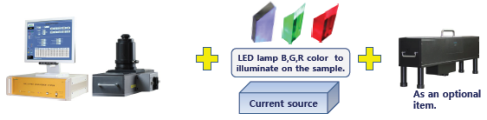 LED lamp B,G,R color to
illuminate on the sample.
Current source
As an optional
item.